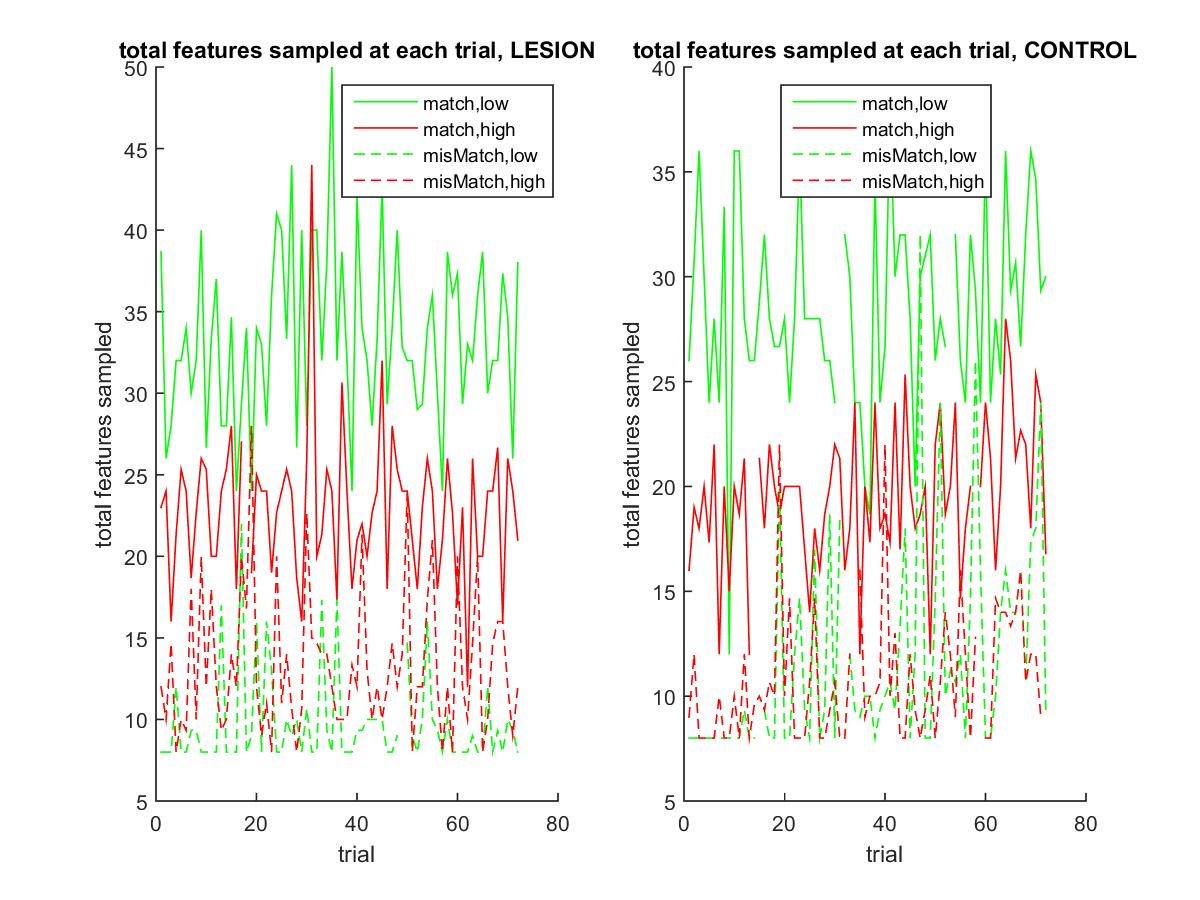 total features sampled at each trial, LESION
total features sampled
50
45
40
35
30
25
20
15
10
5
0
20
40
60
80
trial
match,low
match,high
misMatch,low
misMatch,high
total features sampled at each trial, CONTROL
total features sampled
40
35
30
25
20
15
10
5
0
20
40
60
80
trial
match,low
match,high
misMatch,low
misMatch,high